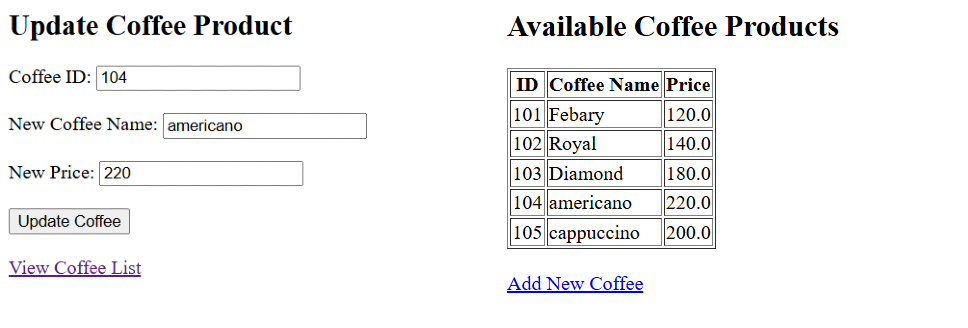 Update Coffee Product
Coffee ID: 104
New Coffee Name: americano
New Price: 220
Update Coffee
View Coffee List
Available Coffee Products
ID Coffee Name Price
101 Febary 120.0
102 Royal 140.0
103 Diamond 180.0
104 americano 220.0
105 cappuccino 200.0
Add New Coffee